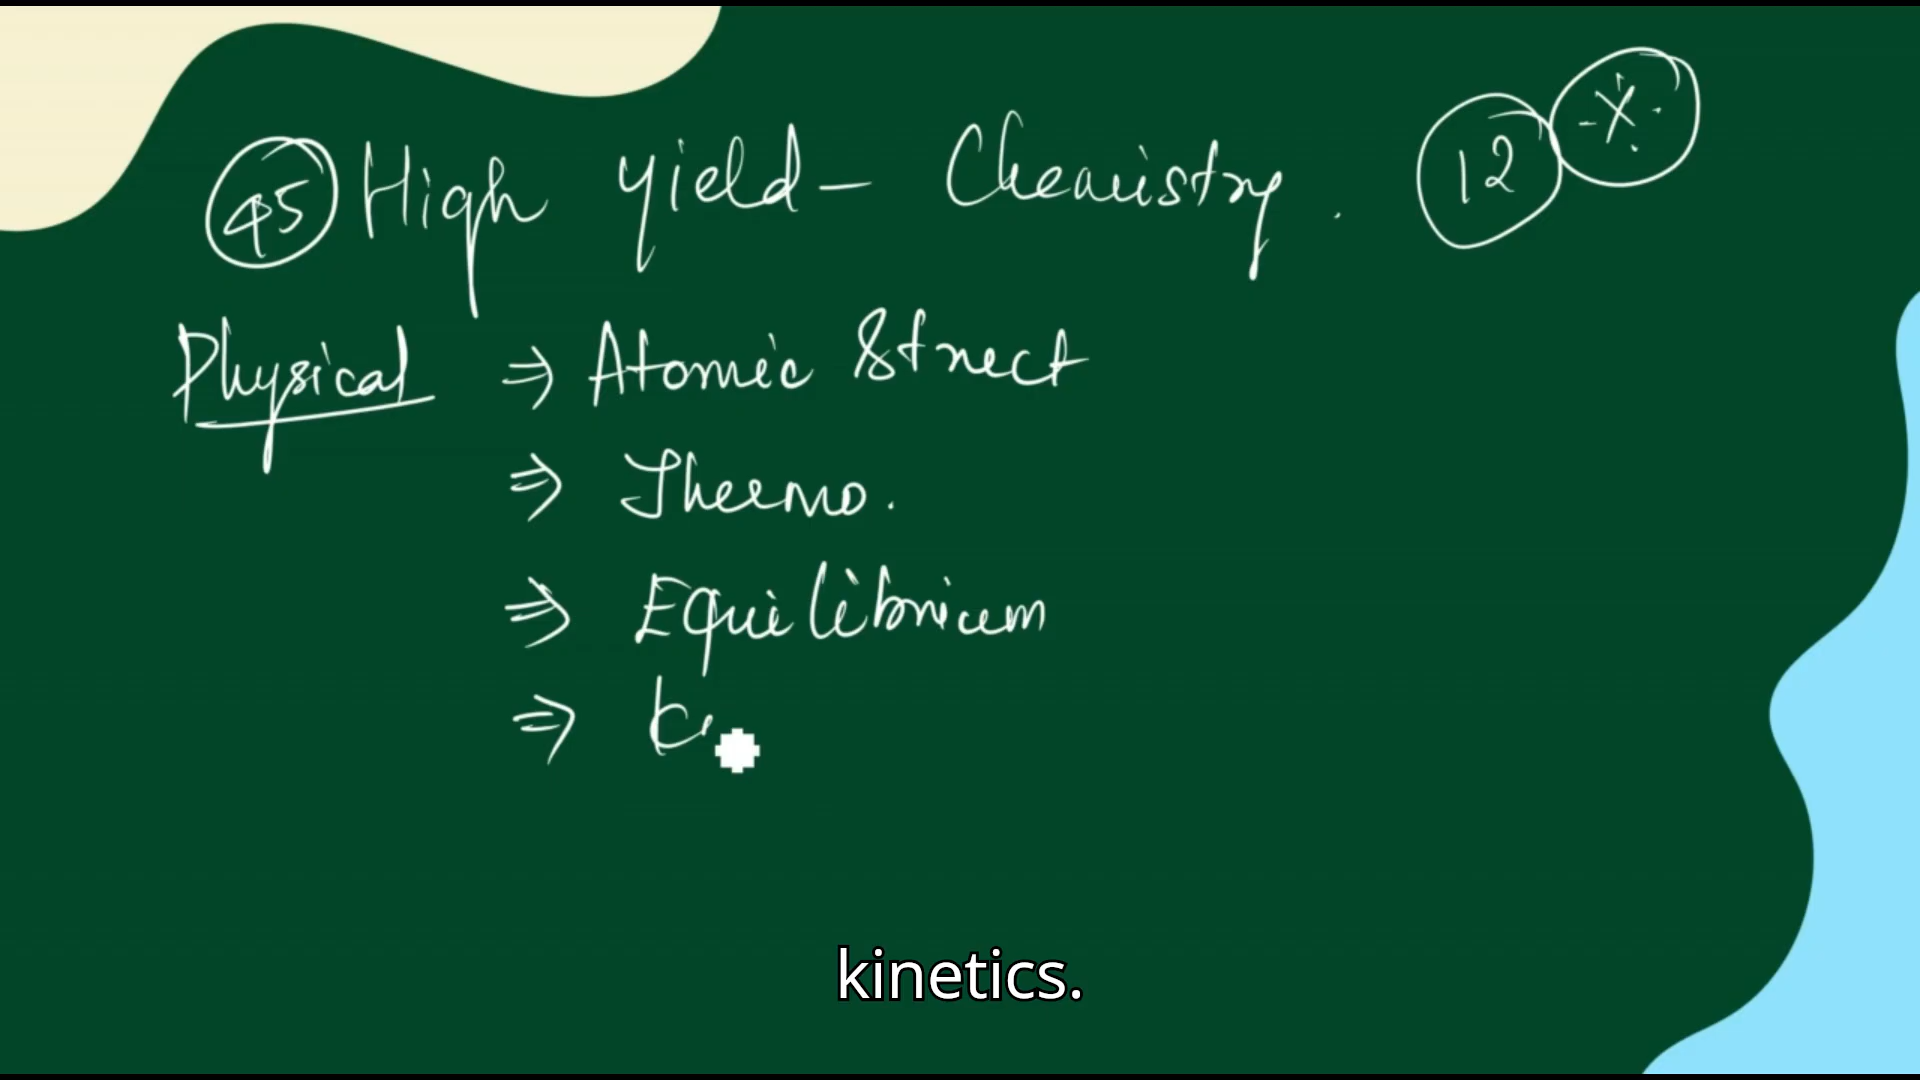 45 High yield - Chemistry. 12 X
Physical ⇒ Atomic Struct
⇒ Thermo.
⇒ Equilibrium
⇒
kinetics.